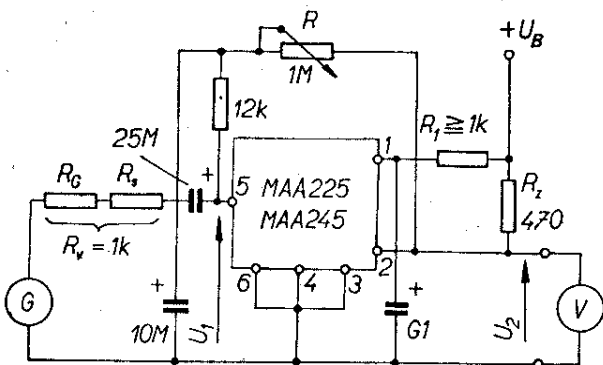 R
1M
+U_B
12k
25M
R_1 ≧ 1k
1
R_G
R_s
5
MAA225
MAA245
R_z
470
R_v = 1k
2
6
4
3
G
10M
U_1
G1
U_2
V
+
+
+